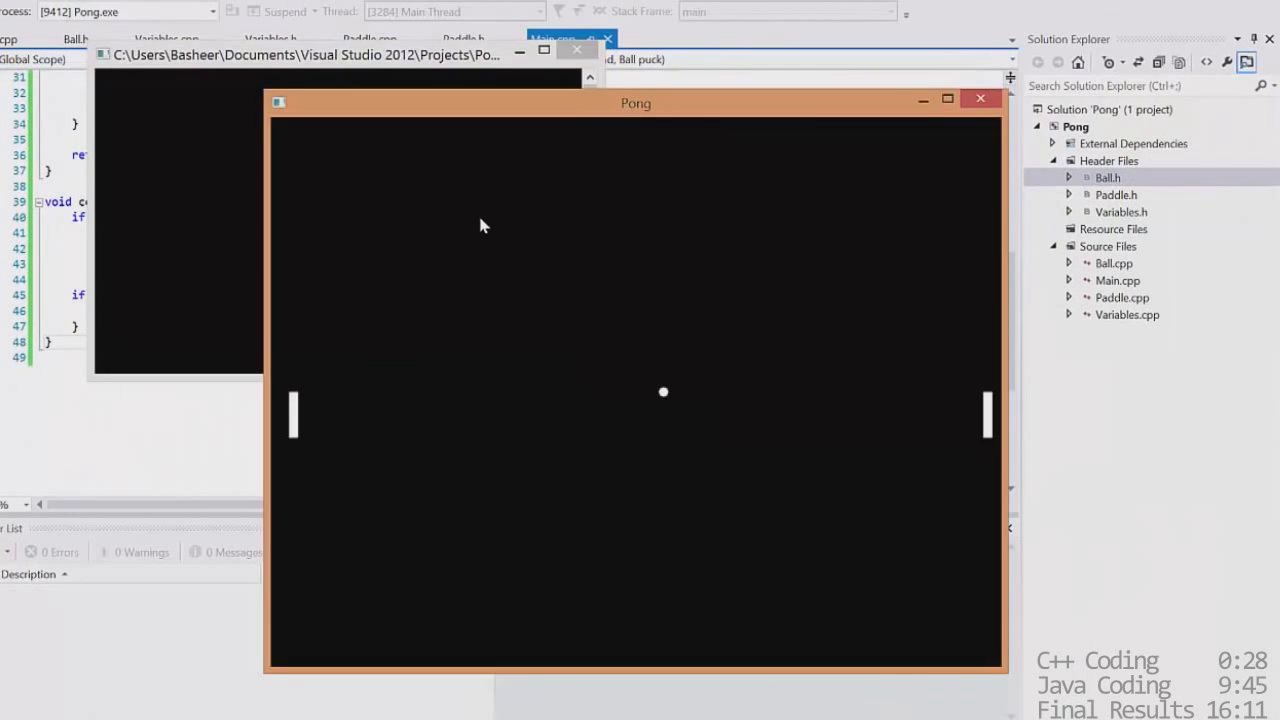 rocess: [9412] Pong.exe Suspend Thread: [3284] Main Thread Stack Frame: main
cpp Ball.h Variables.cpp Variables.h Paddle.cpp Paddle.h Main.cpp
Global Scope) d, Ball puck)
C:\Users\Basheer\Documents\Visual Studio 2012\Projects\Po...
Pong
31
32
33
34 }
35
36 ret
37 }
38
39 void co
40 if
41
42
43
44
45 if
46
47 }
48 }
49
%
r List
0 Errors 0 Warnings 0 Messages
Description
Solution Explorer
Search Solution Explorer (Ctrl+;)
Solution 'Pong' (1 project)
Pong
External Dependencies
Header Files
Ball.h
Paddle.h
Variables.h
Resource Files
Source Files
Ball.cpp
Main.cpp
Paddle.cpp
Variables.cpp
C++ Coding 0:28
Java Coding 9:45
Final Results 16:11